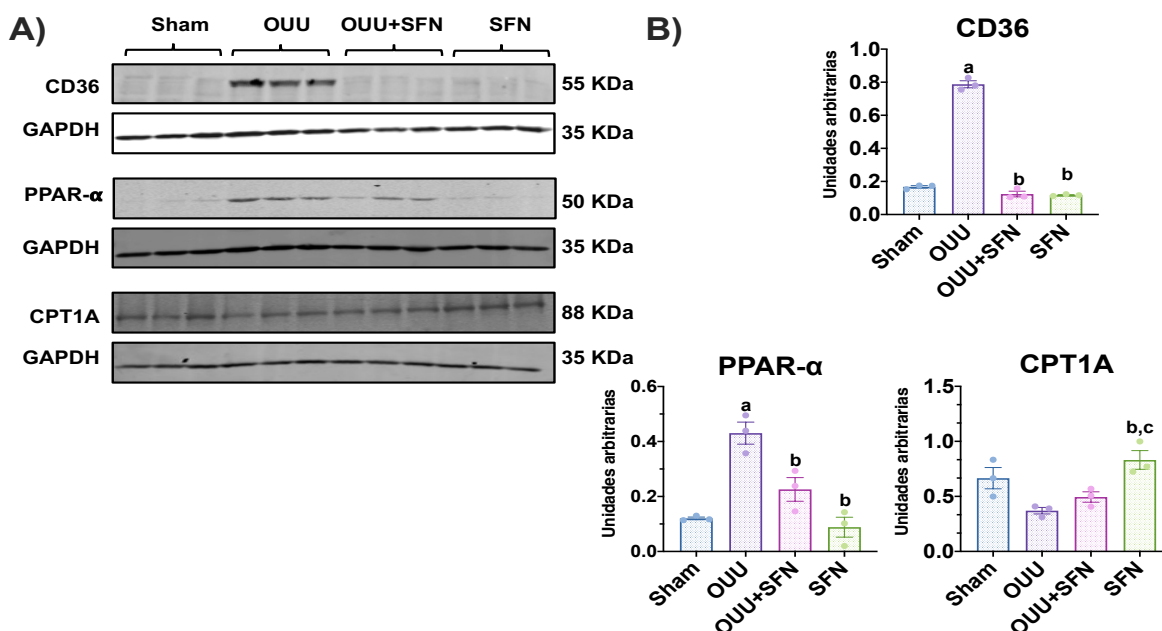 A)
Sham OUU OUU+SFN SFN
CD36 55 KDa
GAPDH 35 KDa
PPAR-α 50 KDa
GAPDH 35 KDa
CPT1A 88 KDa
GAPDH 35 KDa
B)
CD36
Unidades arbitrarias
1.0
0.8
0.6
0.4
0.2
0.0
a
b
b
Sham
OUU
OUU+SFN
SFN
PPAR-α
Unidades arbitrarias
0.6
0.4
0.2
0.0
a
b
b
Sham
OUU
OUU+SFN
SFN
CPT1A
Unidades arbitrarias
1.5
1.0
0.5
0.0
b,c
Sham
OUU
OUU+SFN
SFN